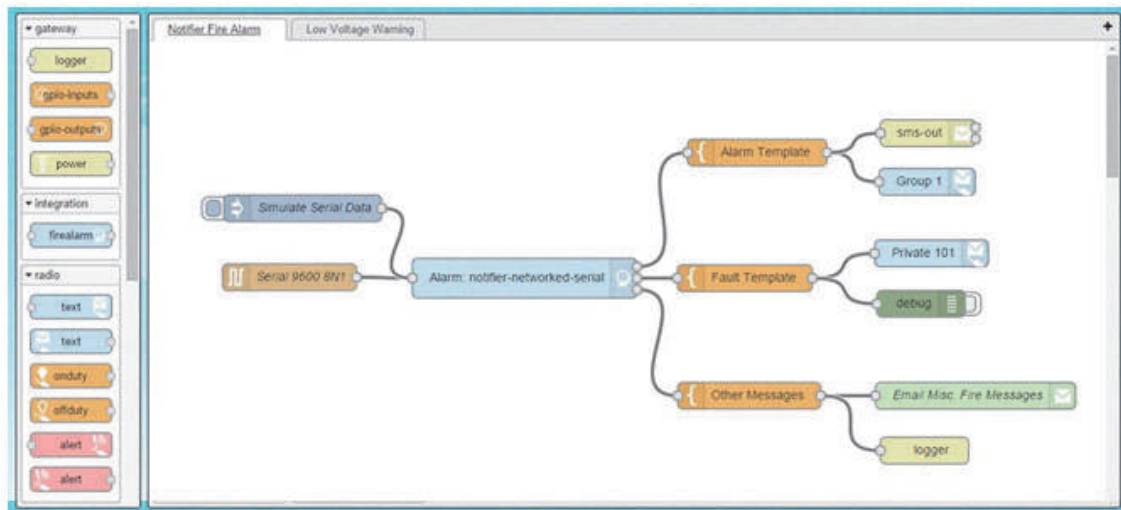 gateway
logger
gpio-inputs
gpio-outputs
power
integration
firealarm
radio
text
text
onduty
offduty
alert
alert
Notifier Fire Alarm
Low Voltage Warning
+
Simulate Serial Data
Serial 9600 8N1
Alarm: notifier-networked-serial
Alarm Template
sms-out
Group 1
Fault Template
Private 101
debug
Other Messages
Email Misc. Fire Messages
logger